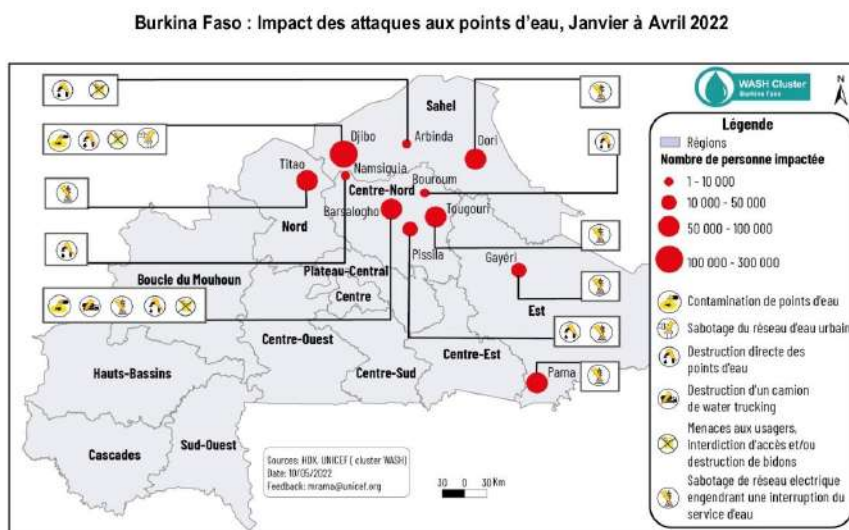 Burkina Faso : Impact des attaques aux points d'eau, Janvier à Avril 2022
WASH Cluster
Burkina Faso
N
Sahel
Djibo
Arbinda
Dori
Titao
Namsiguia
Bouroum
Centre-Nord
Barsalogho
Tougouri
Nord
Pissila
Gayéri
Boucle du Mouhoun
Plateau-Central
Centre
Est
Centre-Ouest
Centre-Est
Hauts-Bassins
Centre-Sud
Pama
Sud-Ouest
Cascades
Sources: HDX, UNICEF ( cluster WASH)
Date: 10/05/2022
Feedback: mrama@unicef.org
30 0 30 Km
Légende
Régions
Nombre de personne impactée
1 - 10 000
10 000 - 50 000
50 000 - 100 000
100 000 - 300 000
Contamination de points d'eau
Sabotage du réseau d'eau urbain
Destruction directe des
points d'eau
Destruction d'un camion
de water trucking
Menaces aux usagers,
interdiction d'accès et/ou
destruction de bidons
Sabotage de réseau electrique
engendrant une interruption du
service d'eau